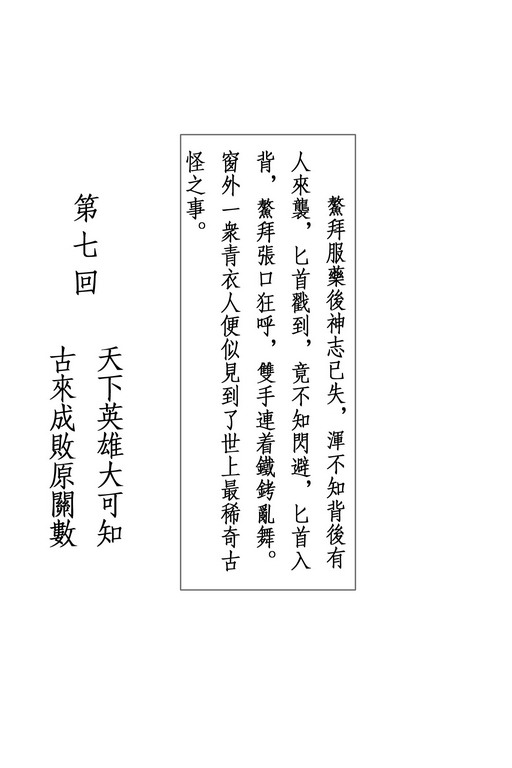 鰲拜服藥後神志已失，渾不知背後有
人來襲，匕首戳到，竟不知閃避，匕首入
背，鰲拜張口狂呼，雙手連着鐵銬亂舞。
窗外一衆青衣人便似見到了世上最稀奇古
怪之事。
第七回
天下英雄大可知
古來成敗原關數